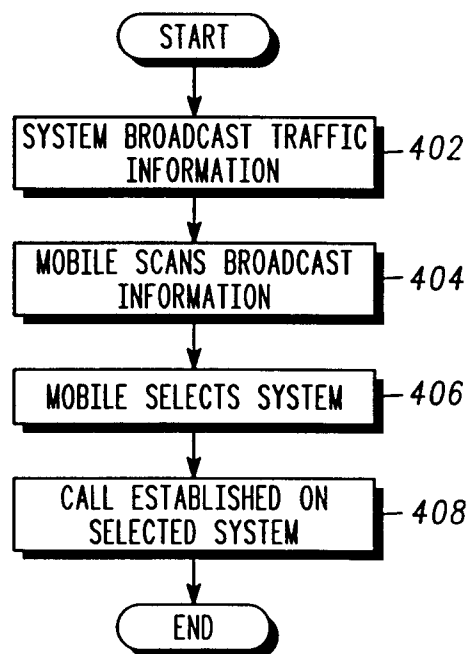 START
SYSTEM BROADCAST TRAFFIC
INFORMATION
402
MOBILE SCANS BROADCAST
INFORMATION
404
MOBILE SELECTS SYSTEM
406
CALL ESTABLISHED ON
SELECTED SYSTEM
408
END